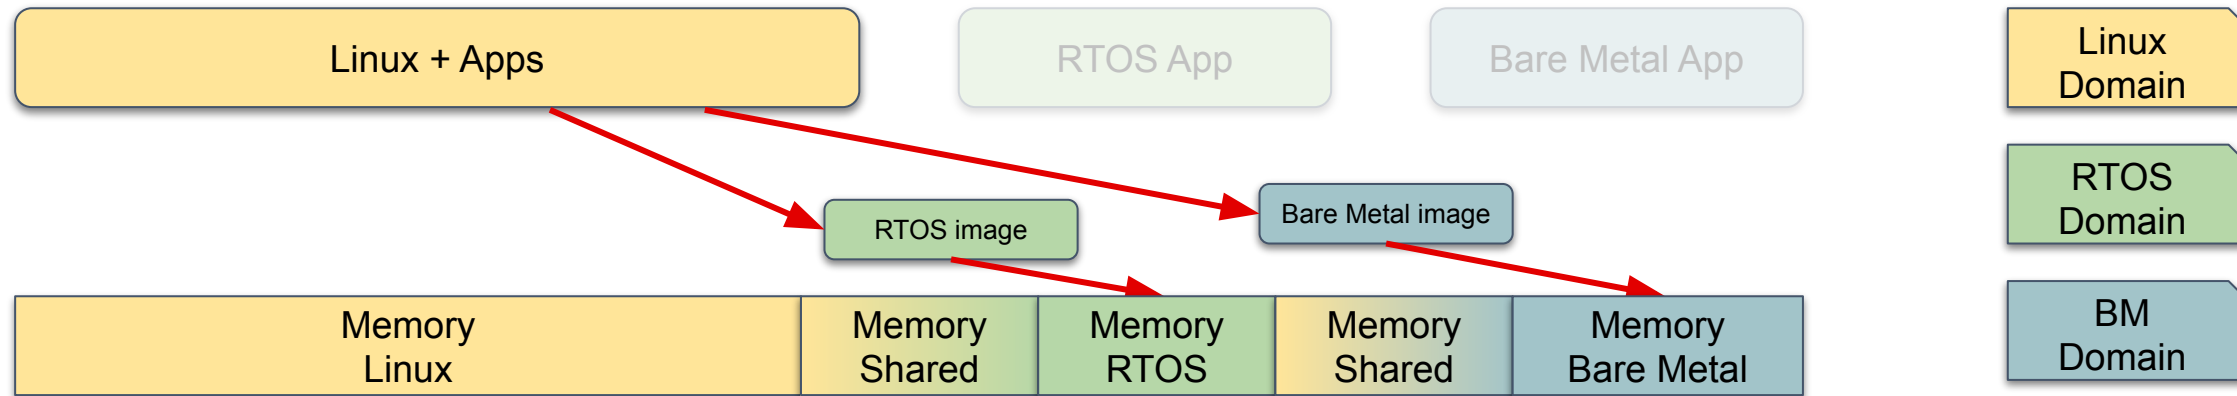 Linux + Apps
RTOS App
Bare Metal App
Linux
Domain
RTOS
Domain
RTOS image
Bare Metal image
Memory
Linux
Memory
Shared
Memory
RTOS
Memory
Shared
Memory
Bare Metal
BM
Domain